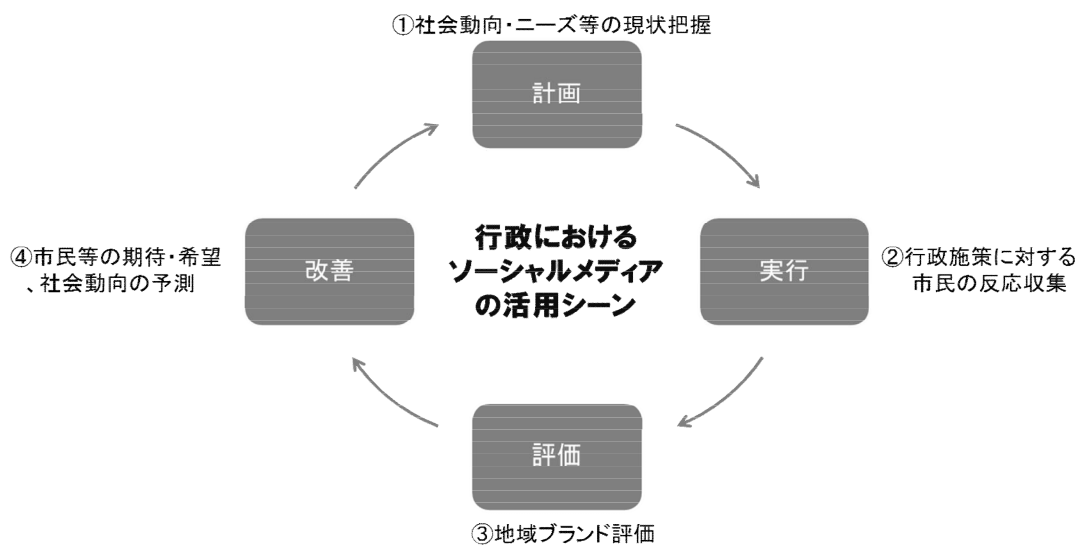 ①社会動向・ニーズ等の現状把握
計画
行政における
ソーシャルメディア
の活用シーン
実行
②行政施策に対する
市民の反応収集
評価
③地域ブランド評価
改善
④市民等の期待・希望
、社会動向の予測